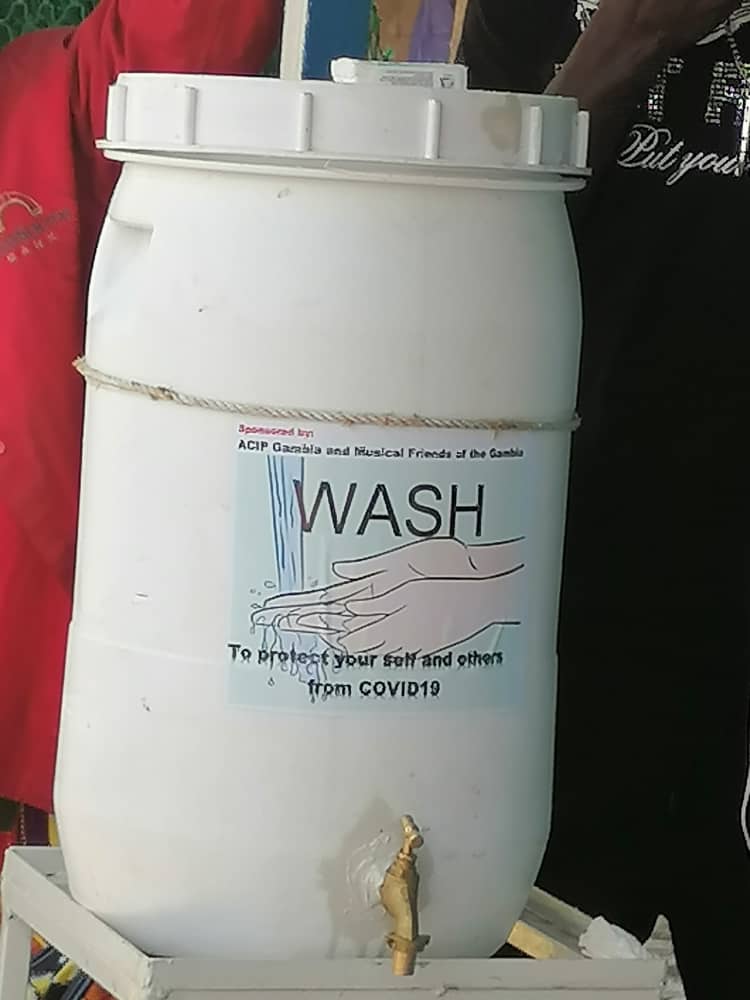 Put you
Sponsored by:
ACIP Gambia and Musical Friends of the Gambia
WASH
To protect your self and others
from COVID19